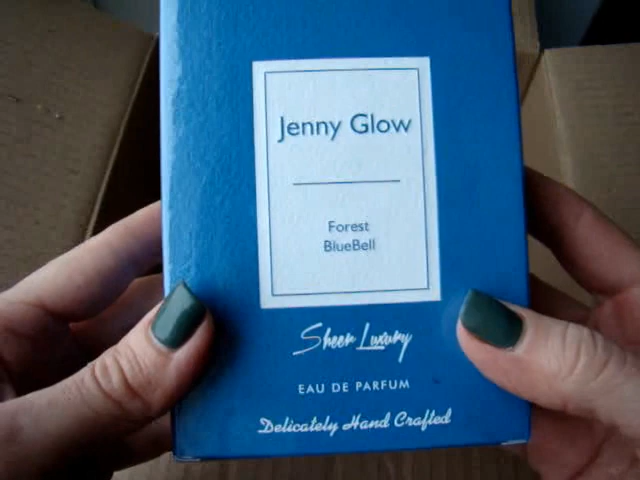 Jenny Glow
Forest
BlueBell
Sheer Luxury
EAU DE PARFUM
Delicately Hand Crafted